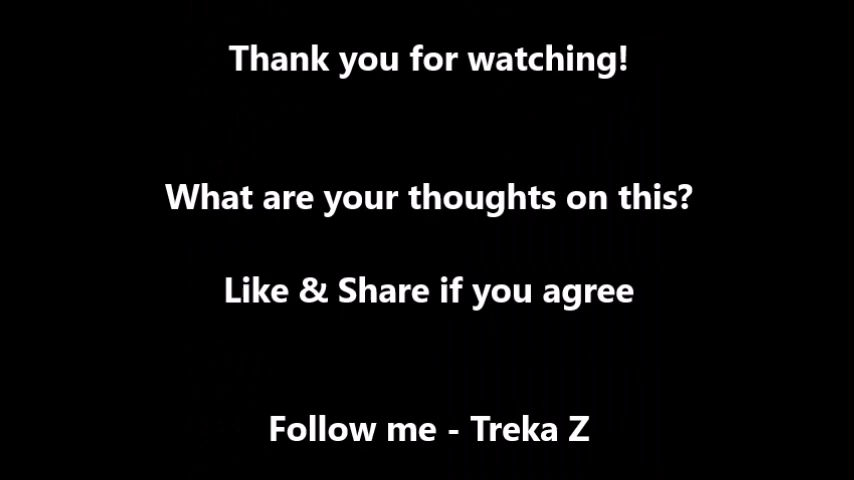 Thank you for watching!
What are your thoughts on this?
Like & Share if you agree
Follow me - Treka Z